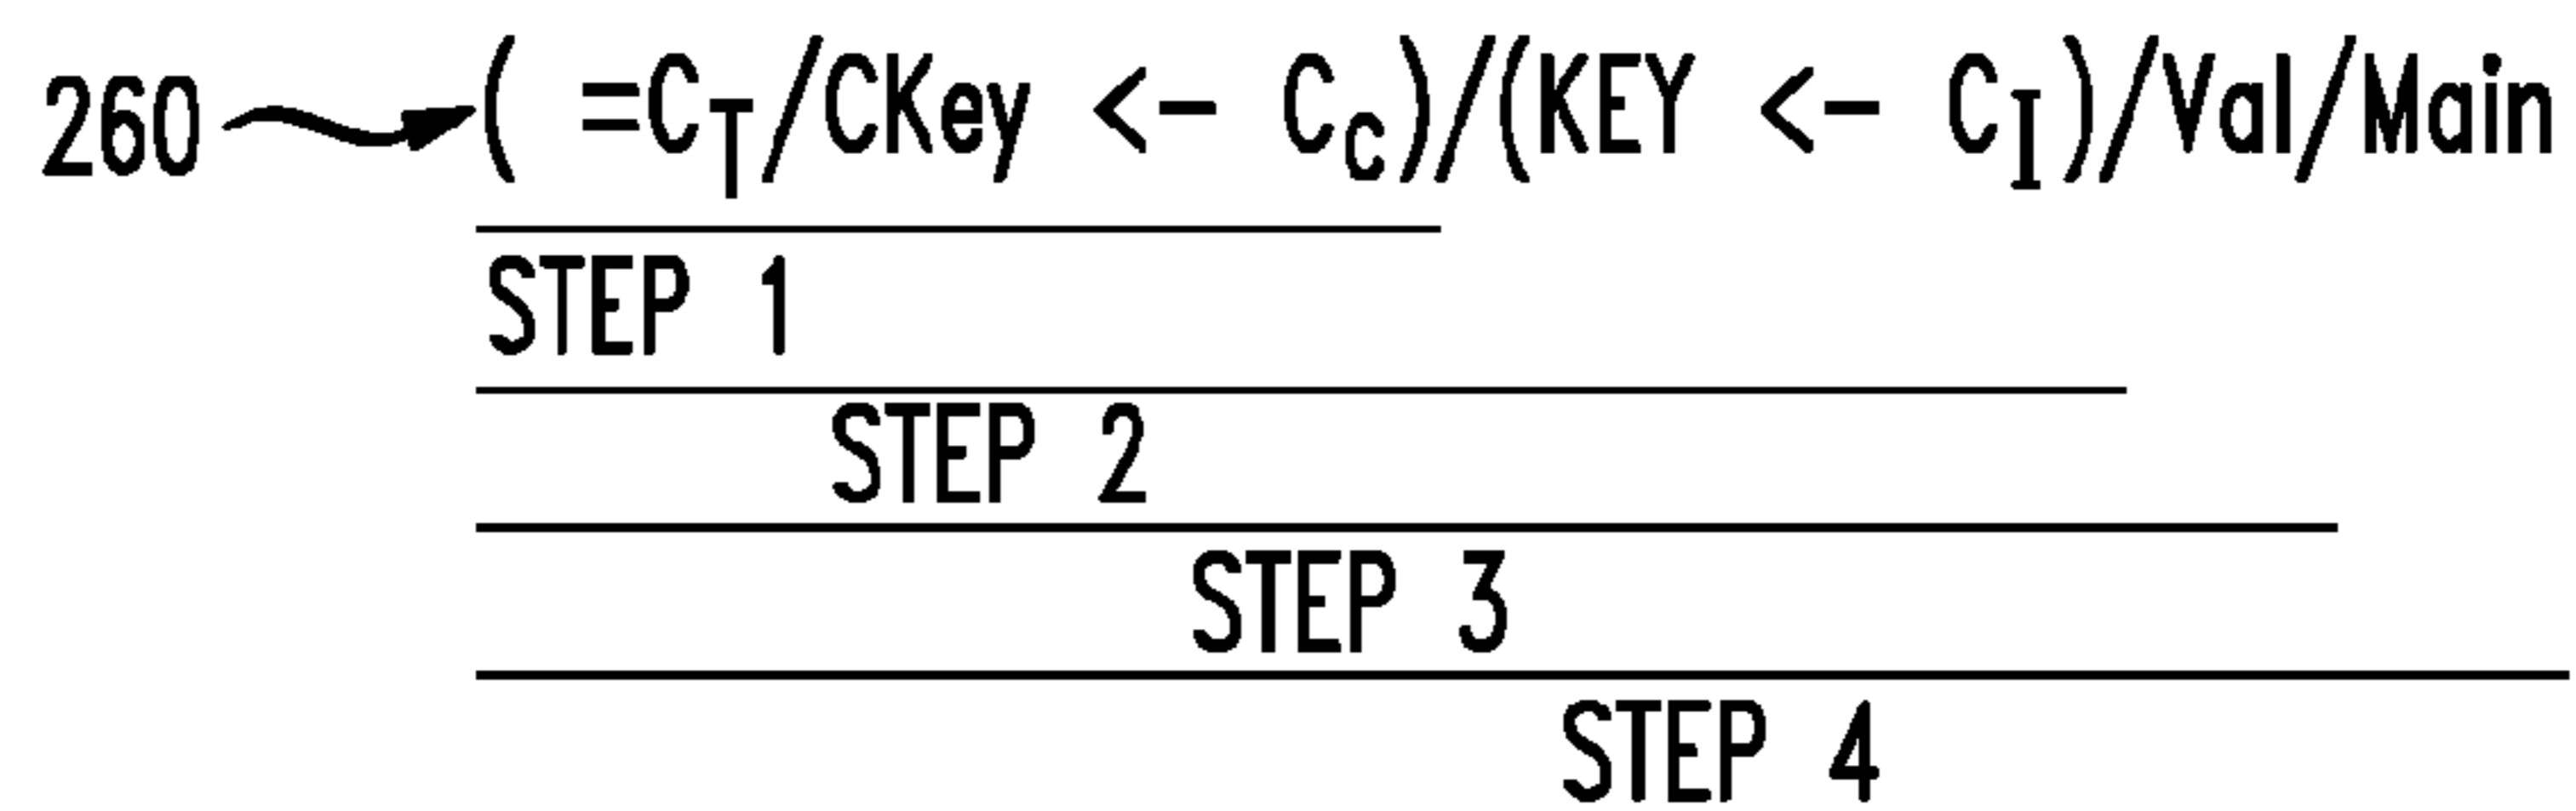 260 ( =C_T/CKey <- C_c)/(KEY <- C_I)/Val/Main
STEP 1
STEP 2
STEP 3
STEP 4